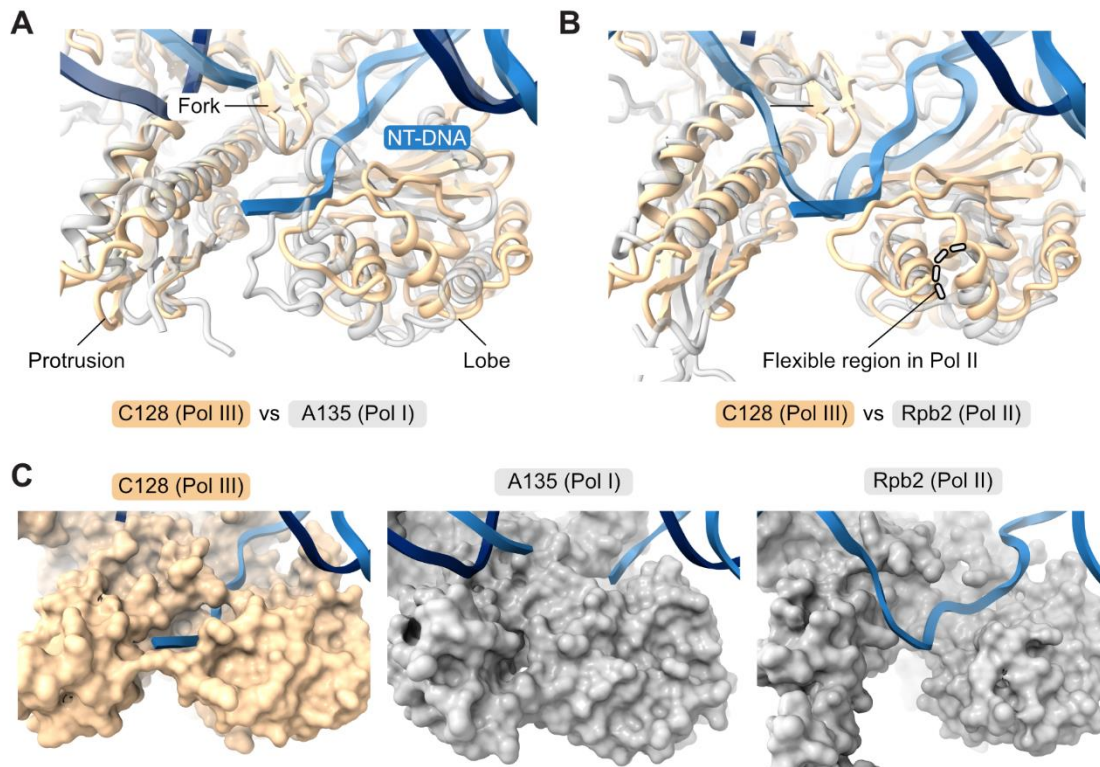 A
B
Fork
NT-DNA
Protrusion
Lobe
Flexible region in Pol II
C128 (Pol III) vs A135 (Pol I)
C128 (Pol III) vs Rpb2 (Pol II)
C
C128 (Pol III)
A135 (Pol I)
Rpb2 (Pol II)